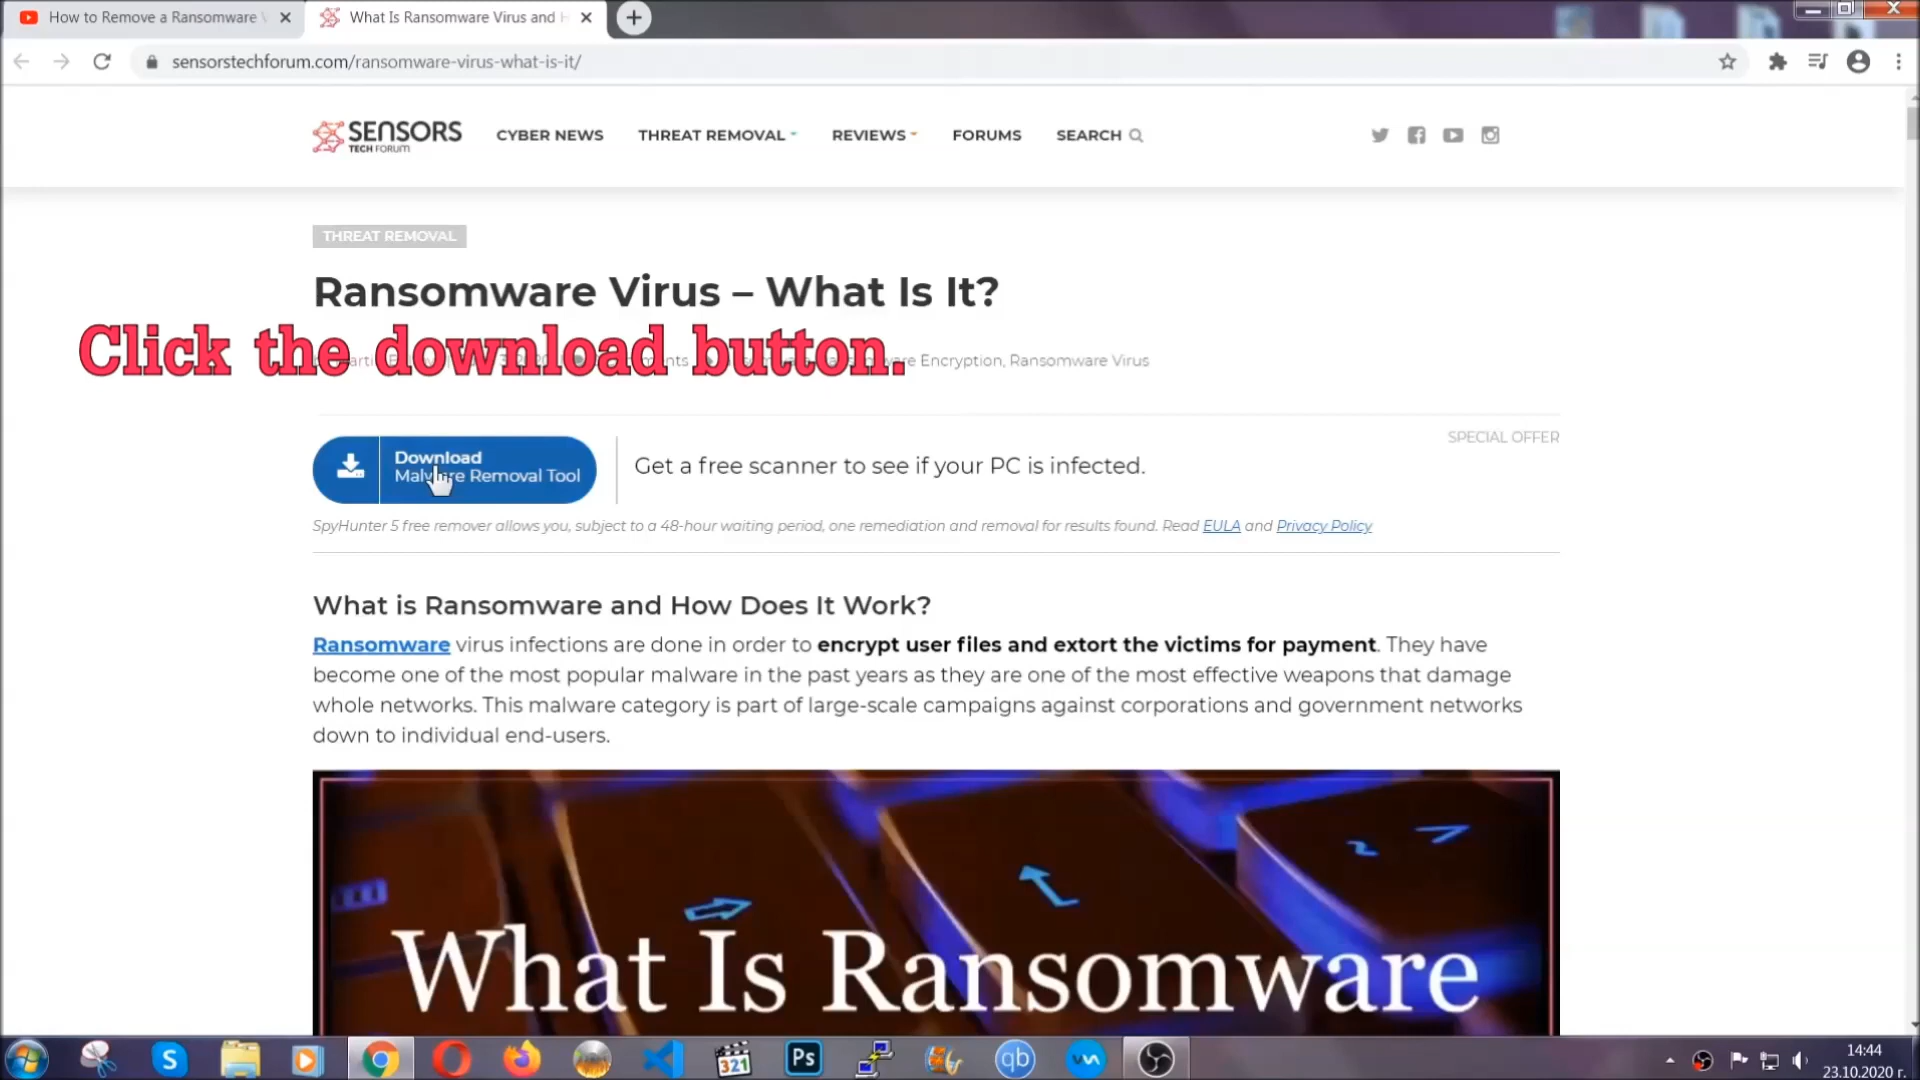 How to Remove a Ransomware V
What Is Ransomware Virus and H
sensorstechforum.com/ransomware-virus-what-is-it/
SENSORS
TECH FORUM
CYBER NEWS
THREAT REMOVAL
REVIEWS
FORUMS
SEARCH
THREAT REMOVAL
Ransomware Virus – What Is It?
Click the download button.
Encryption, Ransomware Virus
SPECIAL OFFER
Download
Malware Removal Tool
Get a free scanner to see if your PC is infected.
SpyHunter 5 free remover allows you, subject to a 48-hour waiting period, one remediation and removal for results found. Read EULA and Privacy Policy
What is Ransomware and How Does It Work?
Ransomware virus infections are done in order to encrypt user files and extort the victims for payment. They have
become one of the most popular malware in the past years as they are one of the most effective weapons that damage
whole networks. This malware category is part of large-scale campaigns against corporations and government networks
down to individual end-users.
What Is Ransomware
S
321
Ps
qb
14:44
23.10.2020 г.